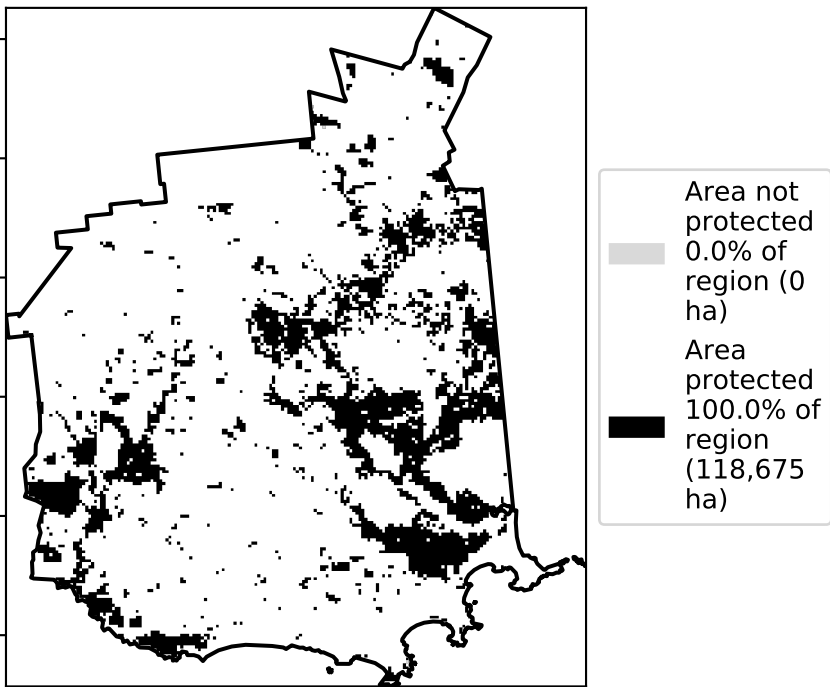 Area not
protected
0.0% of
region (0
ha)
Area
protected
100.0% of
region
(118,675
ha)